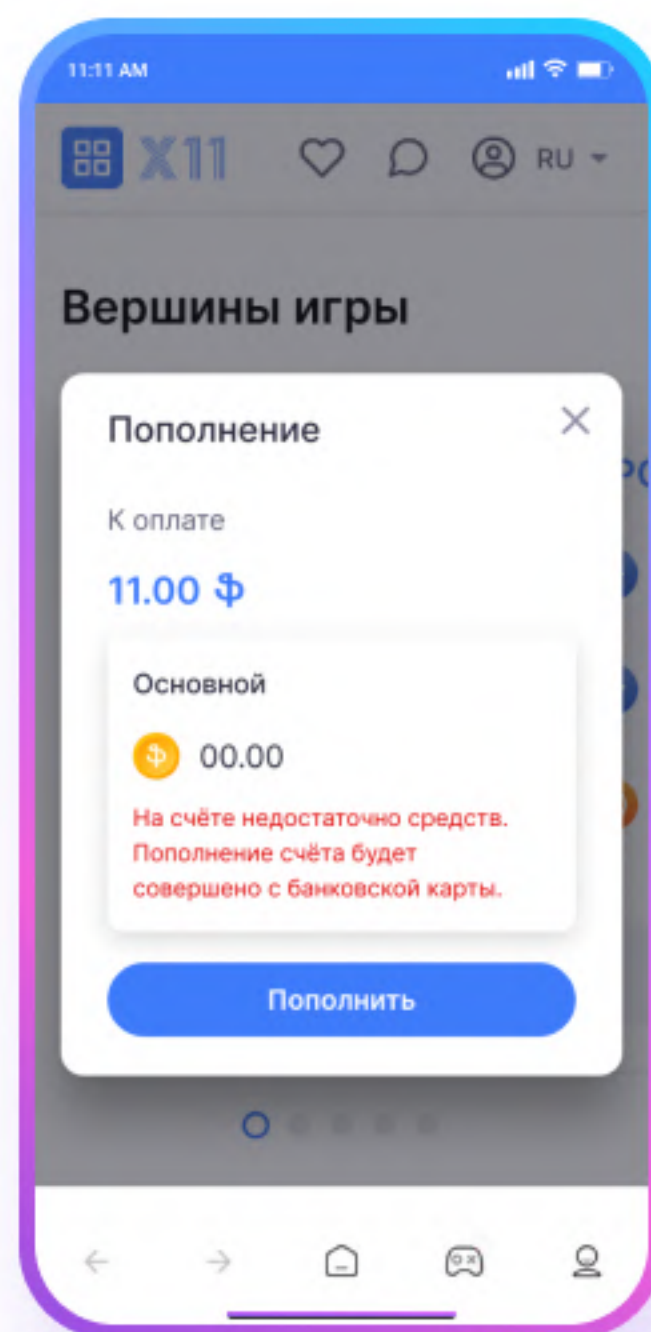 11:11 AM
X11
RU
Вершины игры
Пополнение
К оплате
11.00
Основной
00.00
На счёте недостаточно средств.
Пополнение счёта будет
совершено с банковской карты.
Пополнить